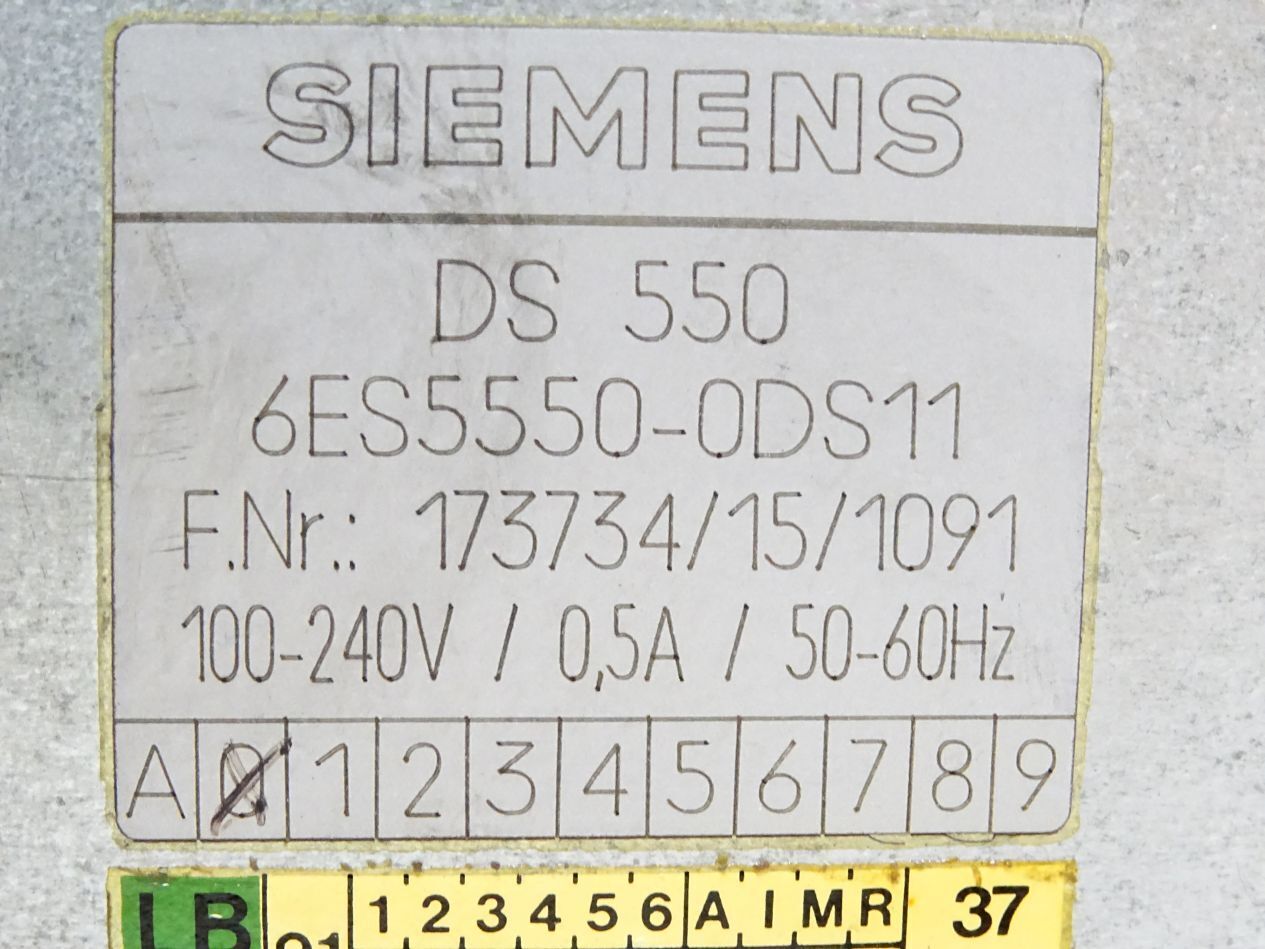 SIEMENS
DS 550
6ES5550-0DS11
F.Nr.: 173734/15/1091
100-240V / 0,5A / 50-60Hz
A 0 1 2 3 4 5 6 7 8 9
LB 1 2 3 4 5 6 A I M R 37